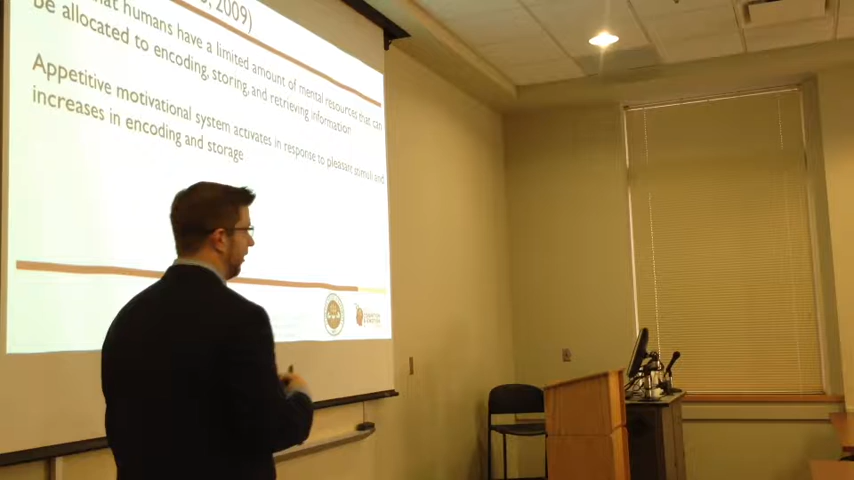 , 2009)
hat humans have a limited amount of mental resources that can
be allocated to encoding, storing, and retrieving information
Appetitive motivational system activates in response to pleasant stimuli and
increases in encoding and storage